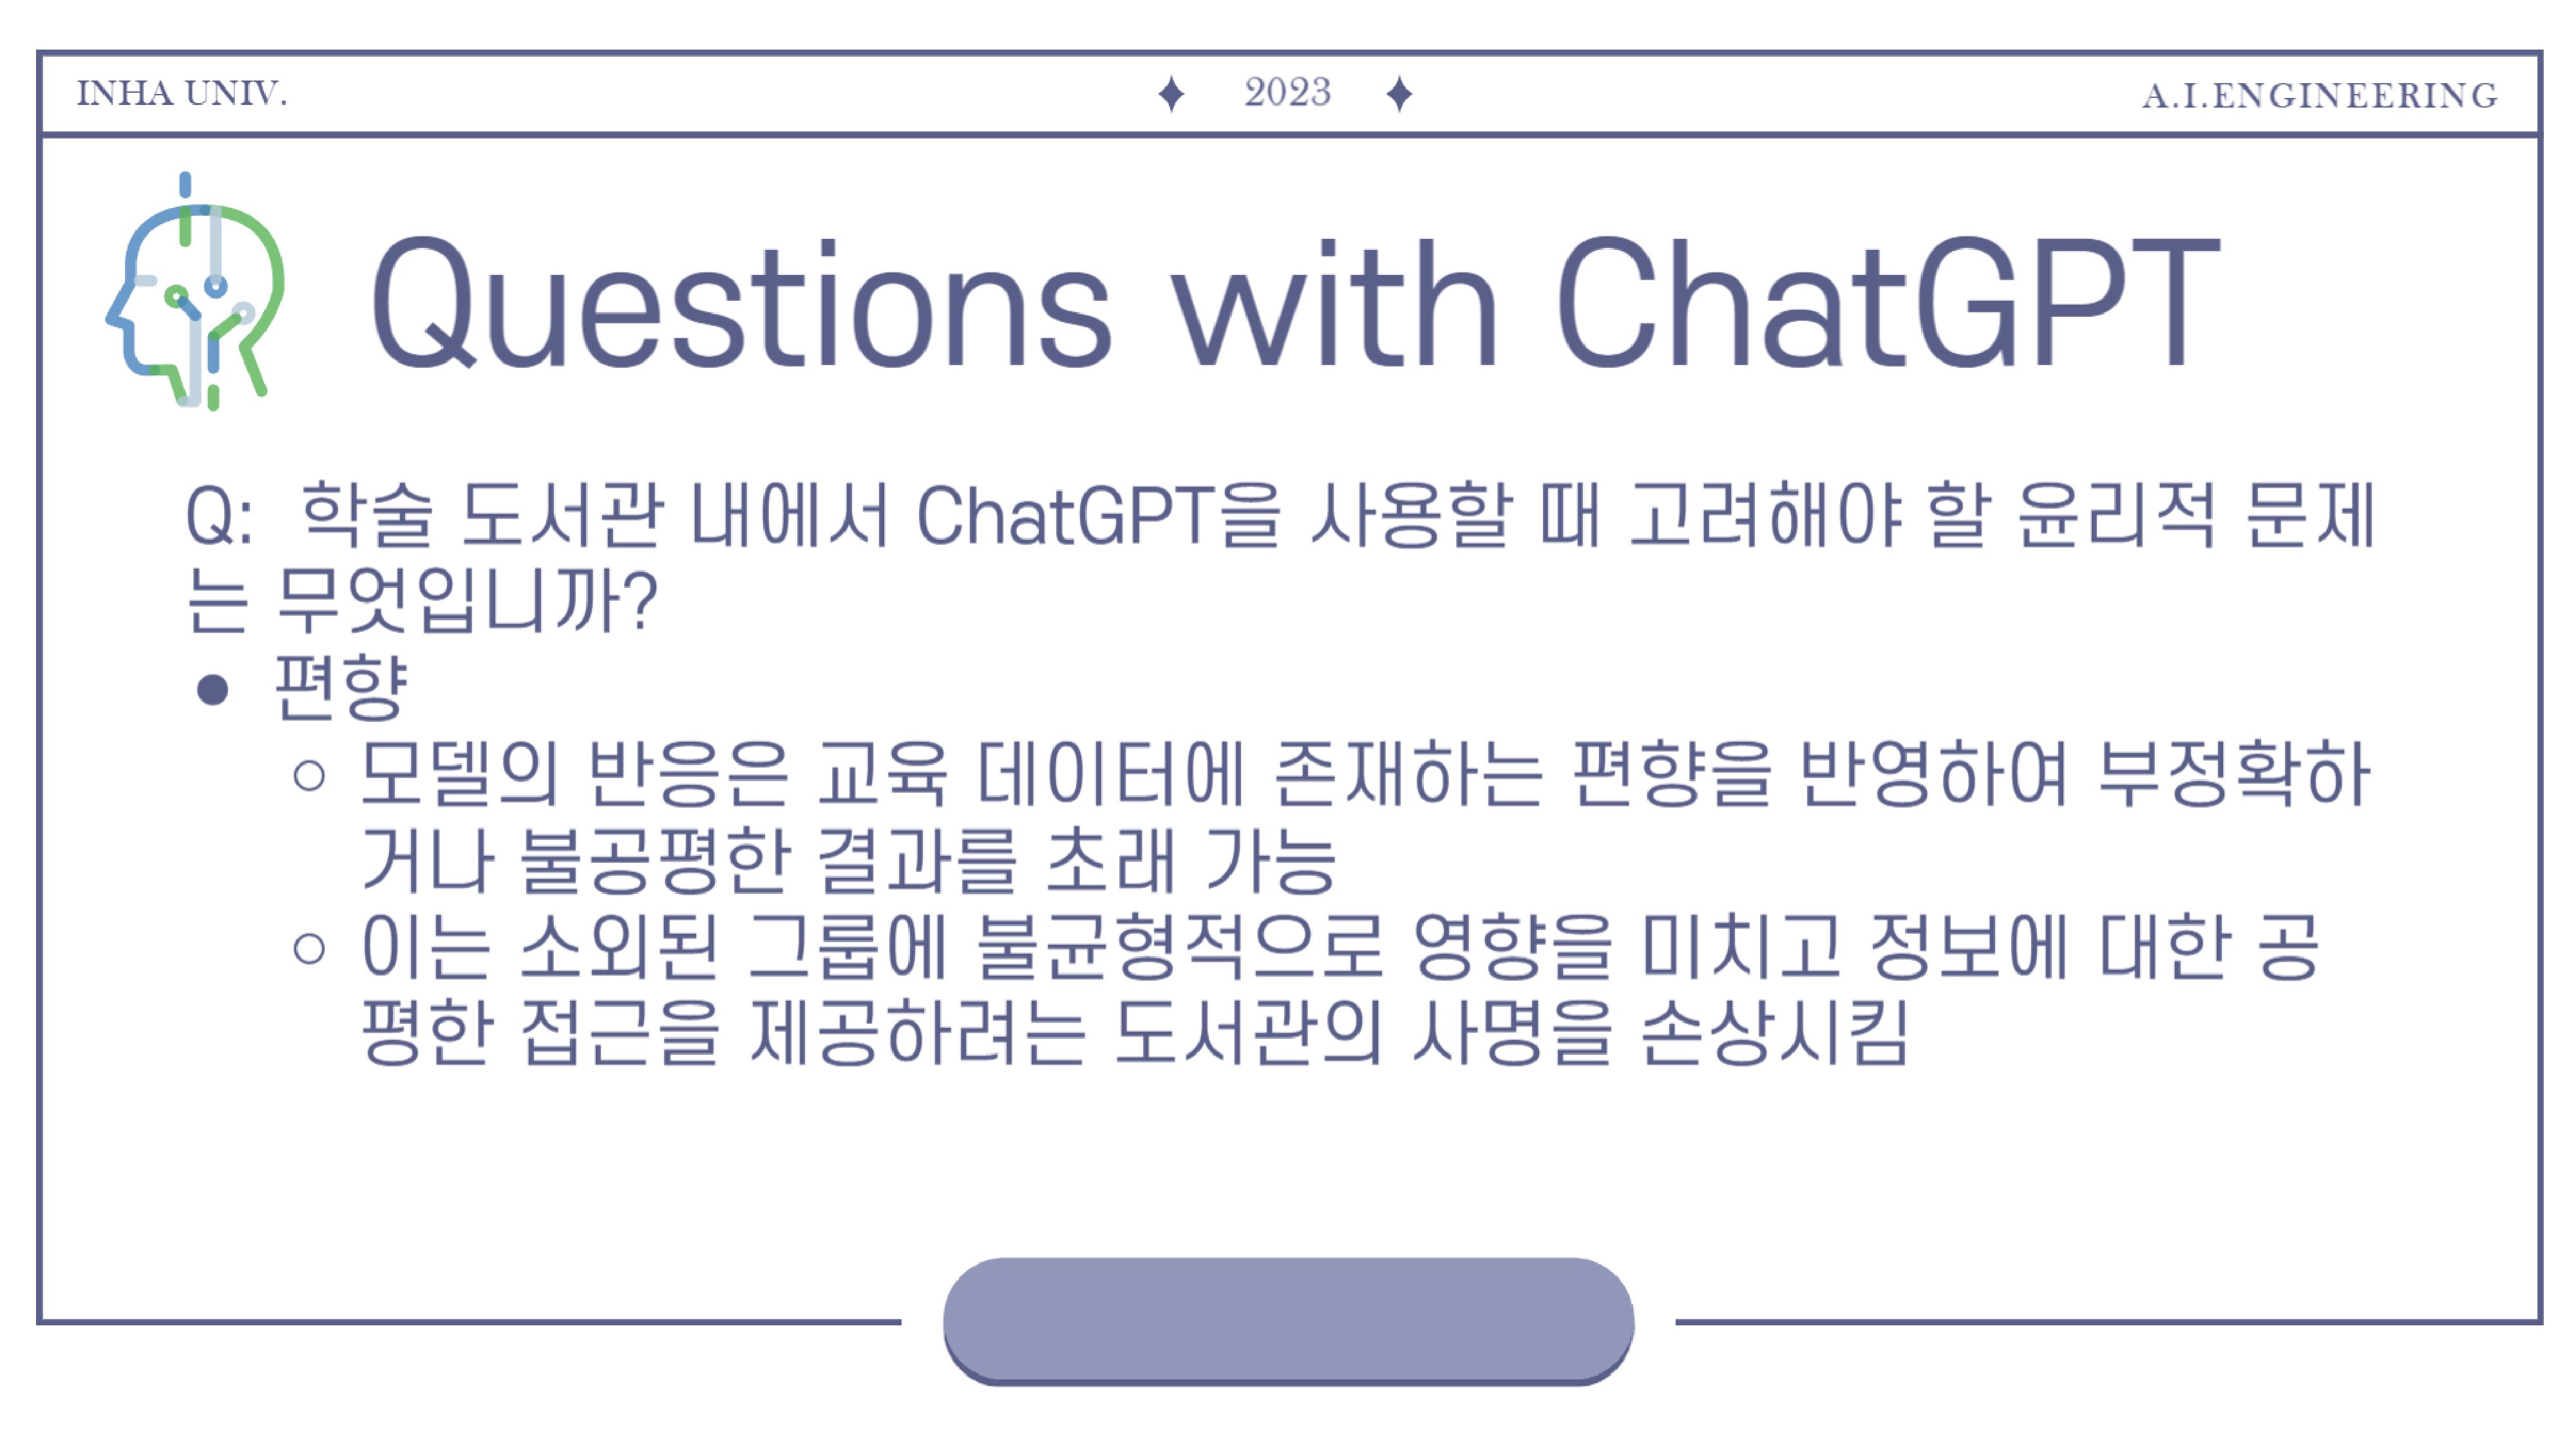 INHA UNIV.
2023
A.I.ENGINEERING
Questions with ChatGPT
Q: 학술 도서관 내에서 ChatGPT을 사용할 때 고려해야 할 윤리적 문제
는 무엇입니까?
● 편향
○ 모델의 반응은 교육 데이터에 존재하는 편향을 반영하여 부정확하
거나 불공평한 결과를 초래 가능
○ 이는 소외된 그룹에 불균형적으로 영향을 미치고 정보에 대한 공
평한 접근을 제공하려는 도서관의 사명을 손상시킴